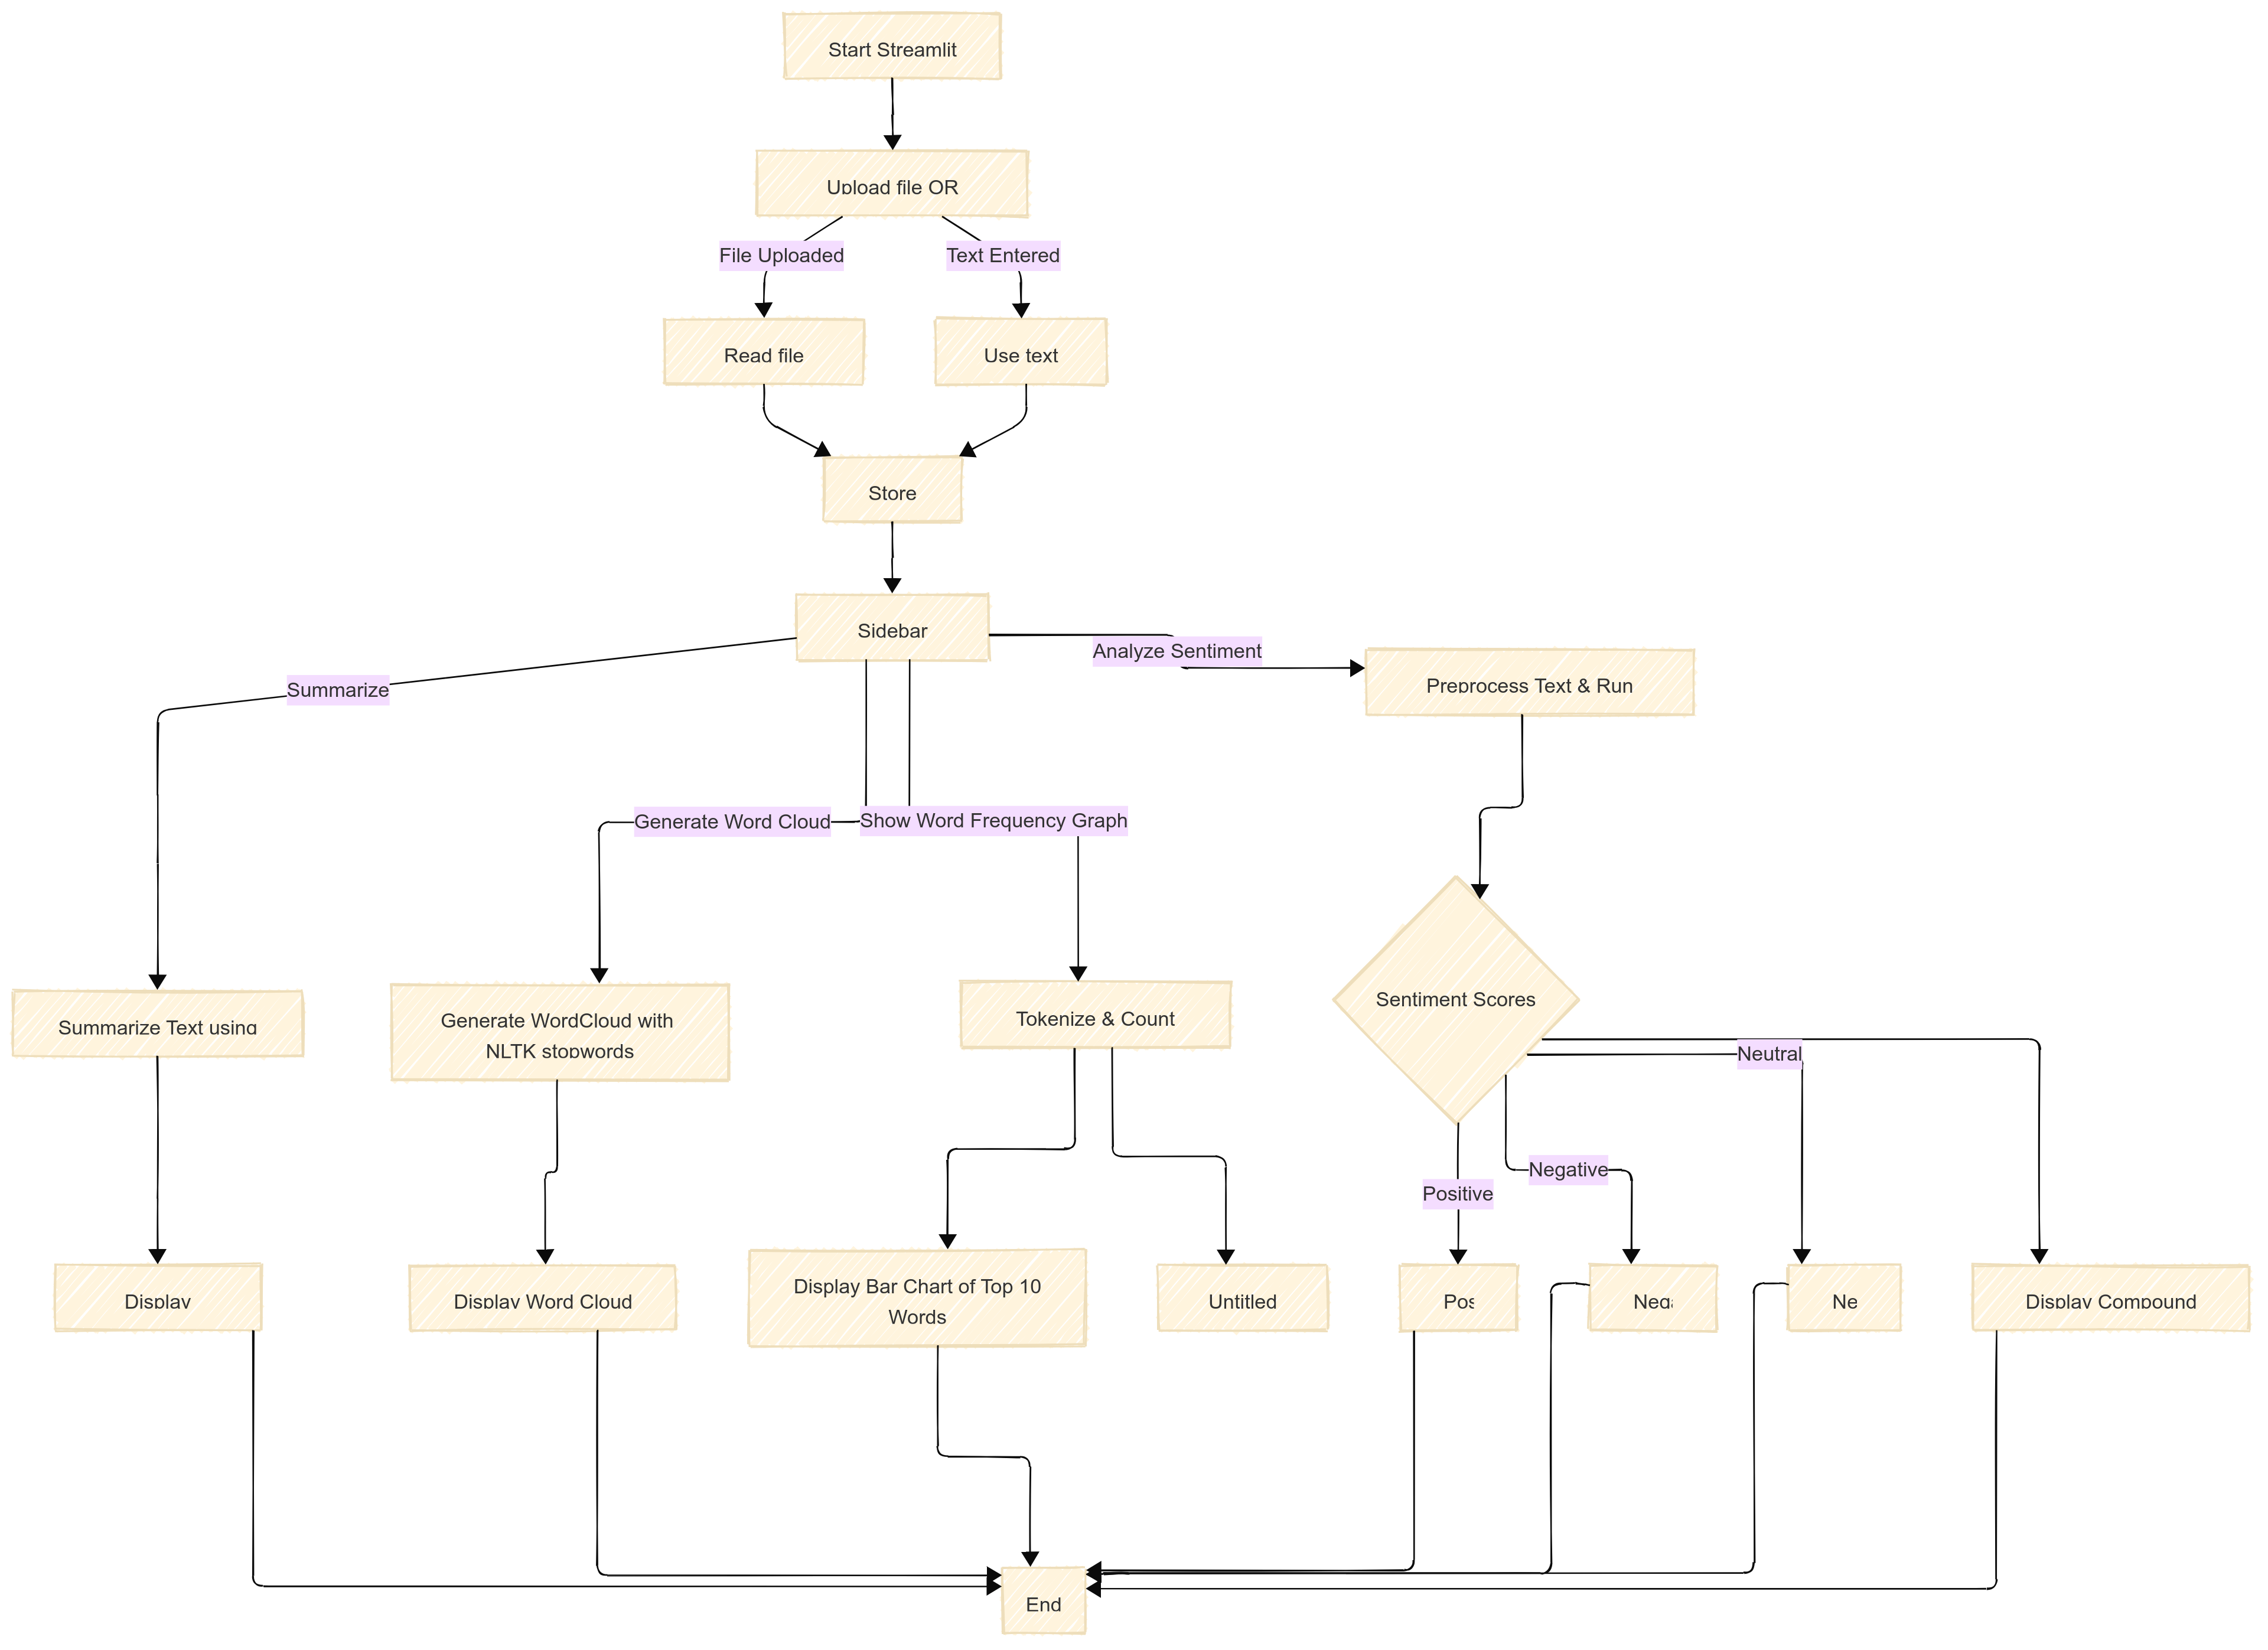 Start Streamlit
Upload file OR
File Uploaded
Text Entered
Read file
Use text
Store
Sidebar
Analyze Sentiment
Summarize
Preprocess Text & Run
Generate Word Cloud
Show Word Frequency Graph
Summarize Text using
Generate WordCloud with
NLTK stopwords
Tokenize & Count
Sentiment Scores
Neutral
Negative
Positive
Display
Display Word Cloud
Display Bar Chart of Top 10
Words
Untitled
Pos
Neg
Ne
Display Compound
End